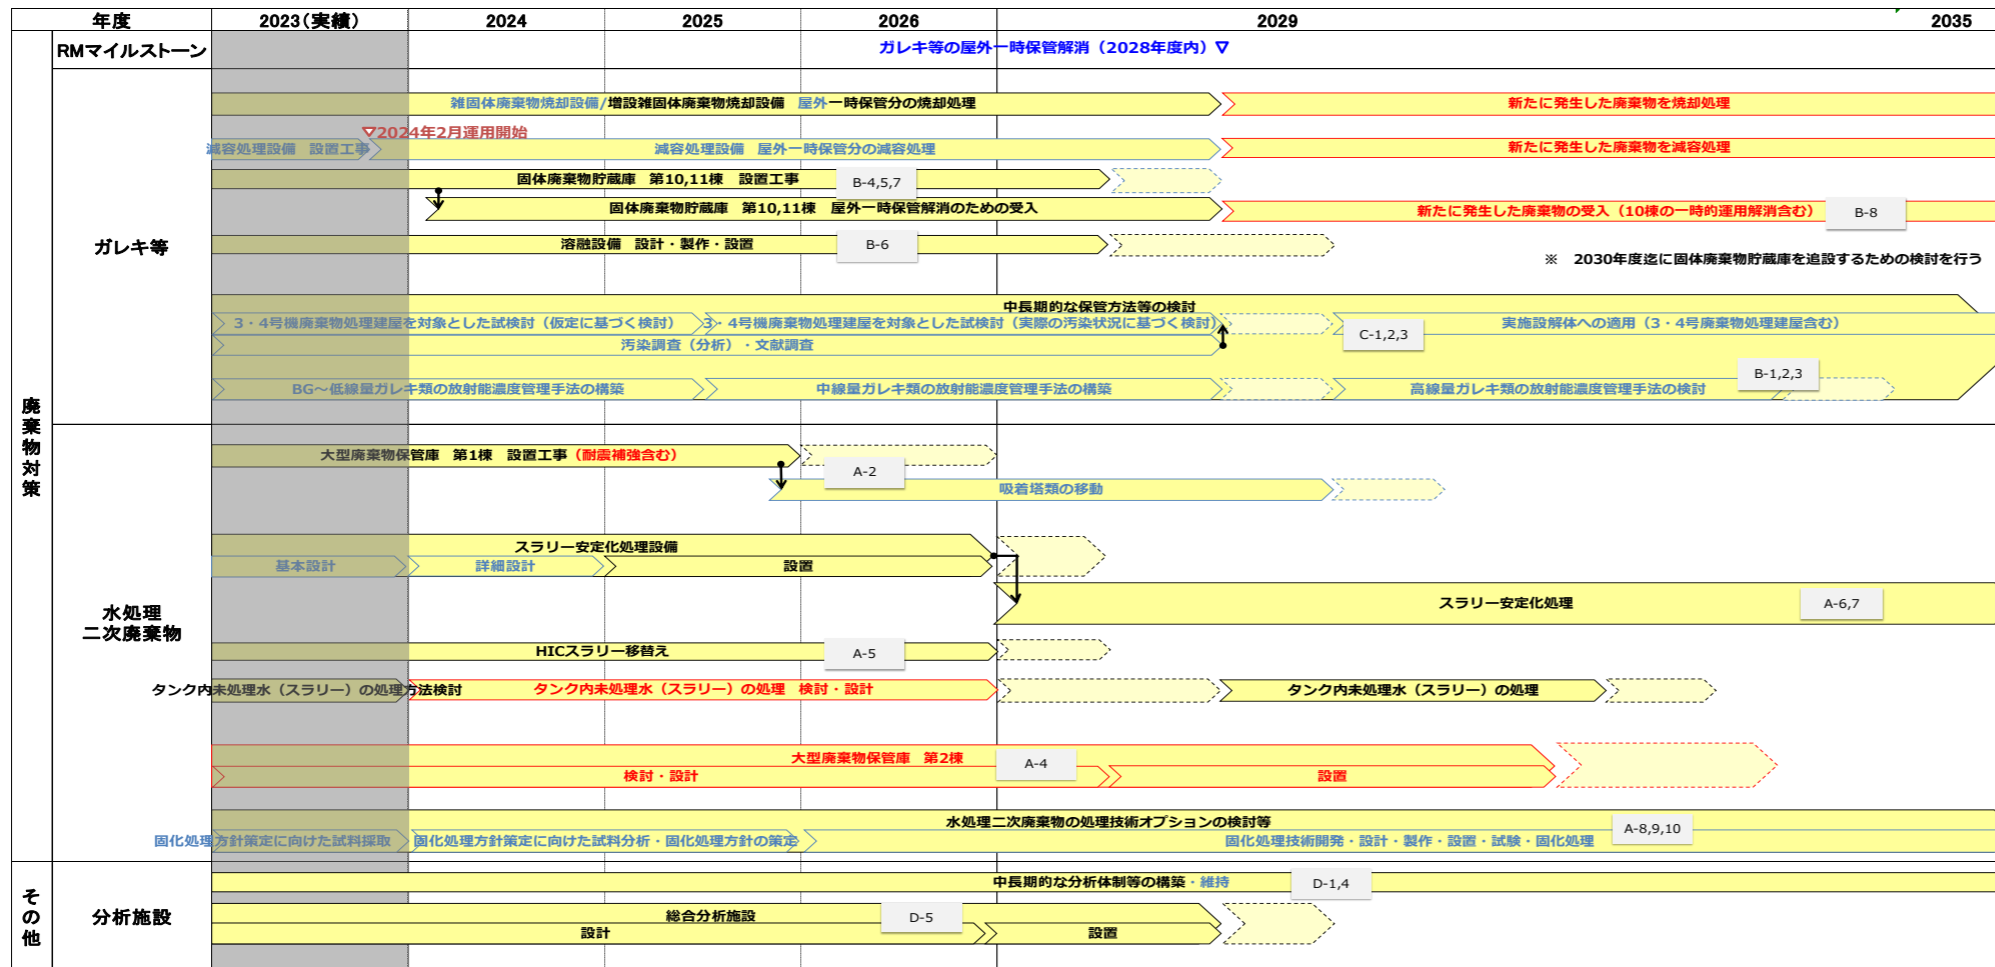 年度 2023(実績) 2024 2025 2026 2029 2035
廃棄物対策
RMマイルストーン
ガレキ等の屋外一時保管解消（2028年度内）▽
ガレキ等
雑固体廃棄物焼却設備/増設雑固体廃棄物焼却設備 屋外一時保管分の焼却処理
新たに発生した廃棄物を焼却処理
▽2024年2月運用開始
減容処理設備 設置工事
減容処理設備 屋外一時保管分の減容処理
新たに発生した廃棄物を減容処理
固体廃棄物貯蔵庫 第10,11棟 設置工事
B-4,5,7
固体廃棄物貯蔵庫 第10,11棟 屋外一時保管解消のための受入
新たに発生した廃棄物の受入（10棟の一時的運用解消含む）
B-8
溶融設備 設計・製作・設置
B-6
※ 2030年度迄に固体廃棄物貯蔵庫を追設するための検討を行う
中長期的な保管方法等の検討
3・4号機廃棄物処理建屋を対象とした試検討（仮定に基づく検討）
3・4号機廃棄物処理建屋を対象とした試検討（実際の汚染状況に基づく検討）
実施設解体への適用（3・4号廃棄物処理建屋含む）
C-1,2,3
汚染調査（分析）・文献調査
B-1,2,3
BG～低線量ガレキ類の放射能濃度管理手法の構築
中線量ガレキ類の放射能濃度管理手法の構築
高線量ガレキ類の放射能濃度管理手法の検討
水処理
二次廃棄物
大型廃棄物保管庫 第1棟 設置工事（耐震補強含む）
A-2
吸着塔類の移動
スラリー安定化処理設備
基本設計
詳細設計
設置
スラリー安定化処理
A-6,7
HICスラリー移替え
A-5
タンク内未処理水（スラリー）の処理方法検討
タンク内未処理水（スラリー）の処理 検討・設計
タンク内未処理水（スラリー）の処理
大型廃棄物保管庫 第2棟
A-4
検討・設計
設置
水処理二次廃棄物の処理技術オプションの検討等
A-8,9,10
固化処理方針策定に向けた試料採取
固化処理方針策定に向けた試料分析・固化処理方針の策定
固化処理技術開発・設計・製作・設置・試験・固化処理
その他
分析施設
中長期的な分析体制等の構築・維持
D-1,4
総合分析施設
D-5
設計
設置